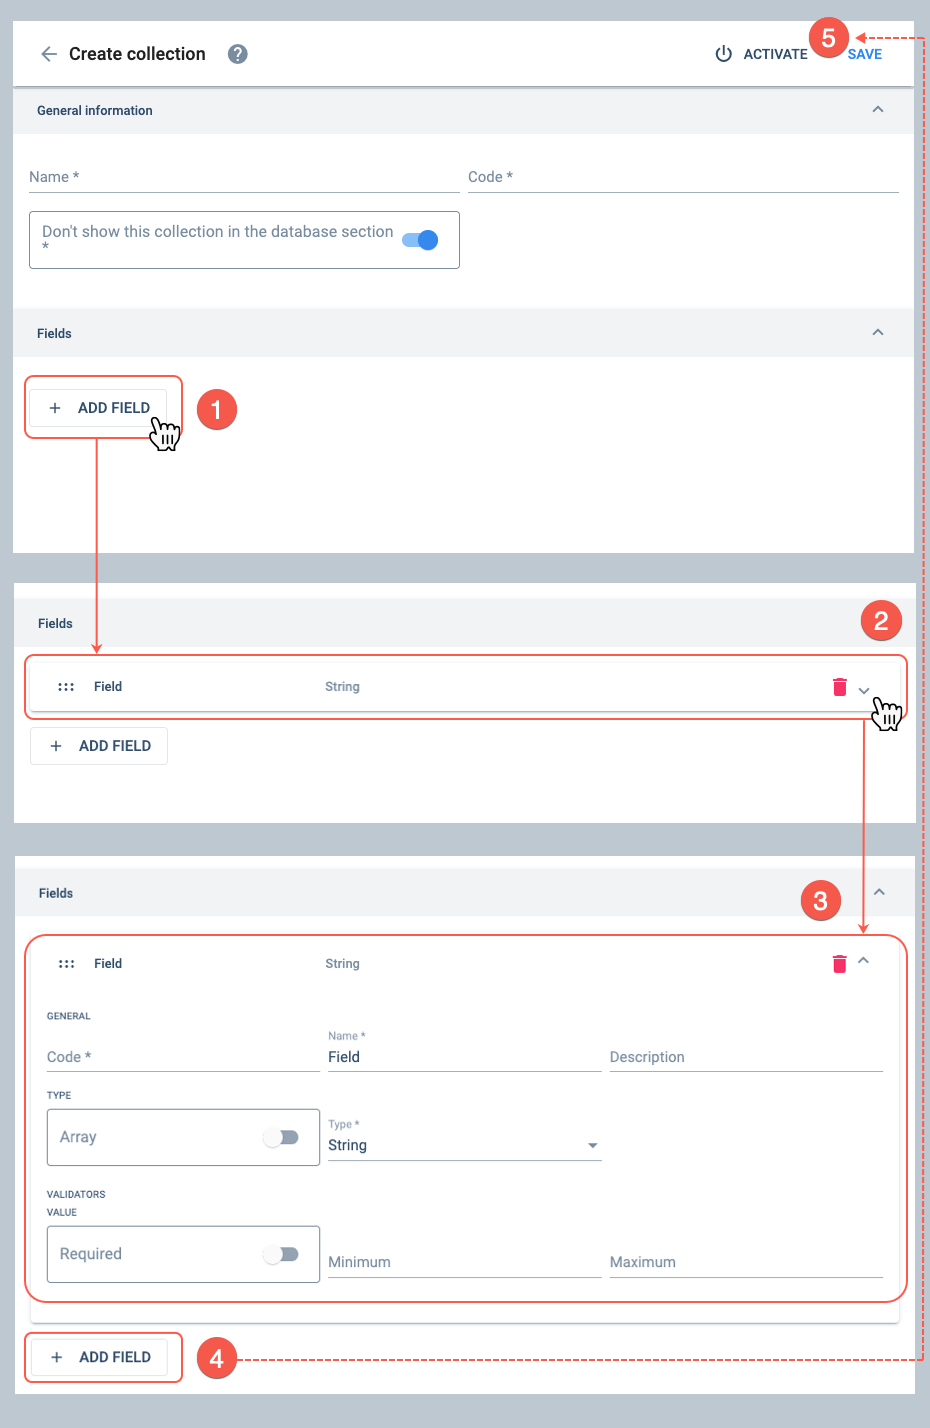 Create collection ?
ACTIVATE 5 SAVE
General information
Name * Code *
Don't show this collection in the database section
*
Fields
+ ADD FIELD 1
Fields 2
Field String
+ ADD FIELD
Fields 3
Field String
GENERAL
Name *
Code * Field Description
TYPE
Type *
Array String
VALIDATORS
VALUE
Required Minimum Maximum
+ ADD FIELD 4